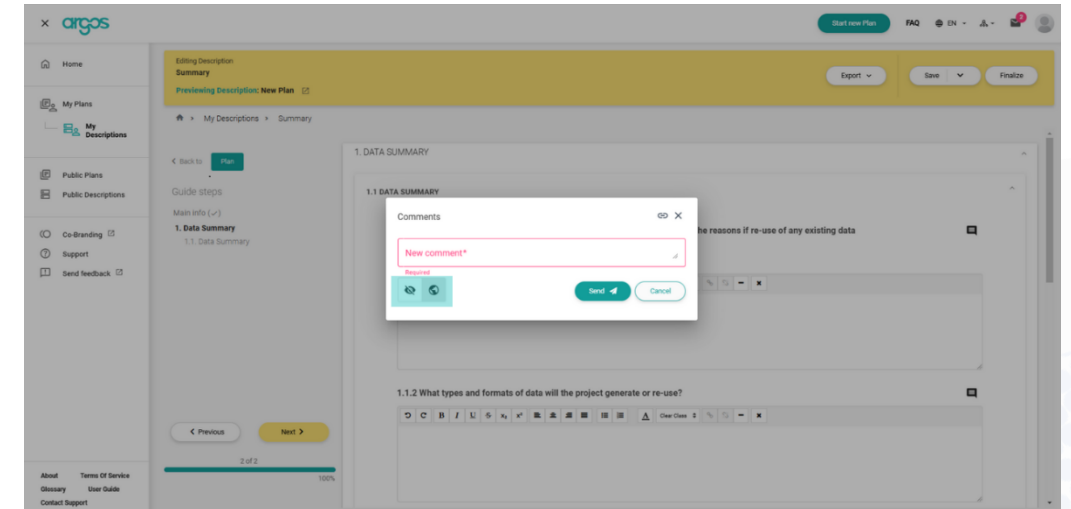 argos
Start new Plan
FAQ
EN
Home
Editing Description
Summary
Previewing Description: New Plan
Export
Save
Finalize
My Plans
My Descriptions > Summary
My
Descriptions
1. DATA SUMMARY
Back to
Plan
Public Plans
Public Descriptions
Guide steps
1.1 DATA SUMMARY
Main info
1. Data Summary
1.1. Data Summary
Comments
he reasons if re-use of any existing data
Co-Branding
Support
Send feedback
New comment*
Required
Send
Cancel
1.1.2 What types and formats of data will the project generate or re-use?
B I U S
A Clear Class
Previous
Next
2 of 2
100%
About Terms Of Service
Glossary User Guide
Contact Support